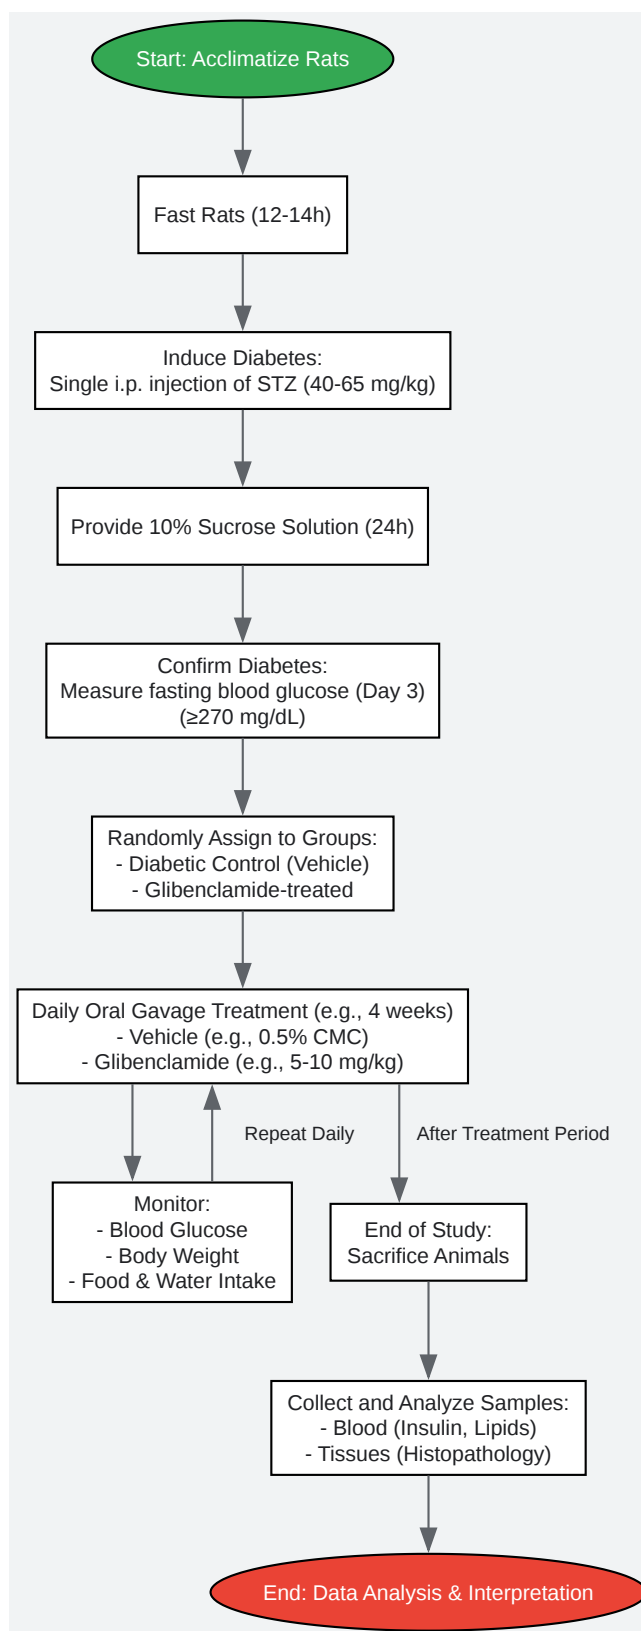 Start: Acclimatize Rats
Fast Rats (12-14h)
Induce Diabetes:
Single i.p. injection of STZ (40-65 mg/kg)
Provide 10% Sucrose Solution (24h)
Confirm Diabetes:
Measure fasting blood glucose (Day 3)
(≥270 mg/dL)
Randomly Assign to Groups:
- Diabetic Control (Vehicle)
- Glibenclamide-treated
Daily Oral Gavage Treatment (e.g., 4 weeks)
- Vehicle (e.g., 0.5% CMC)
- Glibenclamide (e.g., 5-10 mg/kg)
Repeat Daily
After Treatment Period
Monitor:
- Blood Glucose
- Body Weight
- Food & Water Intake
End of Study:
Sacrifice Animals
Collect and Analyze Samples:
- Blood (Insulin, Lipids)
- Tissues (Histopathology)
End: Data Analysis & Interpretation